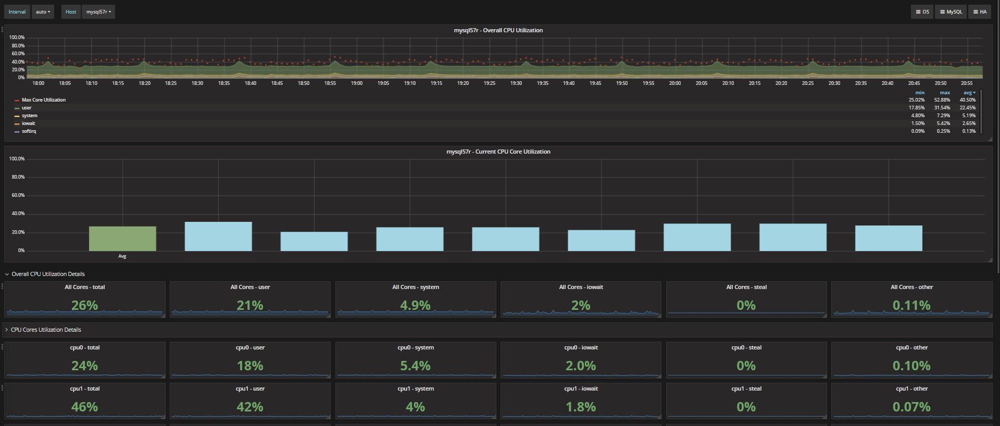 Interval auto Host mysql57r OS MySQL HA
mysql57r - Overall CPU Utilization
100.0%
80.0%
60.0%
40.0%
20.0%
0%
18:00 18:05 18:10 18:15 18:20 18:25 18:30 18:35 18:40 18:45 18:50 18:55 19:00 19:05 19:10 19:15 19:20 19:25 19:30 19:35 19:40 19:45 19:50 19:55 20:00 20:05 20:10 20:15 20:20 20:25 20:30 20:35 20:40 20:45 20:50 20:55
min max avg
Max Core Utilization 25.02% 52.88% 40.50%
user 17.85% 31.54% 22.45%
system 4.80% 7.29% 5.19%
iowait 1.50% 5.42% 2.65%
softirq 0.09% 0.25% 0.13%
mysql57r - Current CPU Core Utilization
100.0%
80.0%
60.0%
40.0%
20.0%
0%
Avg
Overall CPU Utilization Details
All Cores - total All Cores - user All Cores - system All Cores - iowait All Cores - steal All Cores - other
26% 21% 4.9% 2% 0% 0.11%
CPU Cores Utilization Details
cpu0 - total cpu0 - user cpu0 - system cpu0 - iowait cpu0 - steal cpu0 - other
24% 18% 5.4% 2.0% 0% 0.10%
cpu1 - total cpu1 - user cpu1 - system cpu1 - iowait cpu1 - steal cpu1 - other
46% 42% 4% 1.8% 0% 0.07%